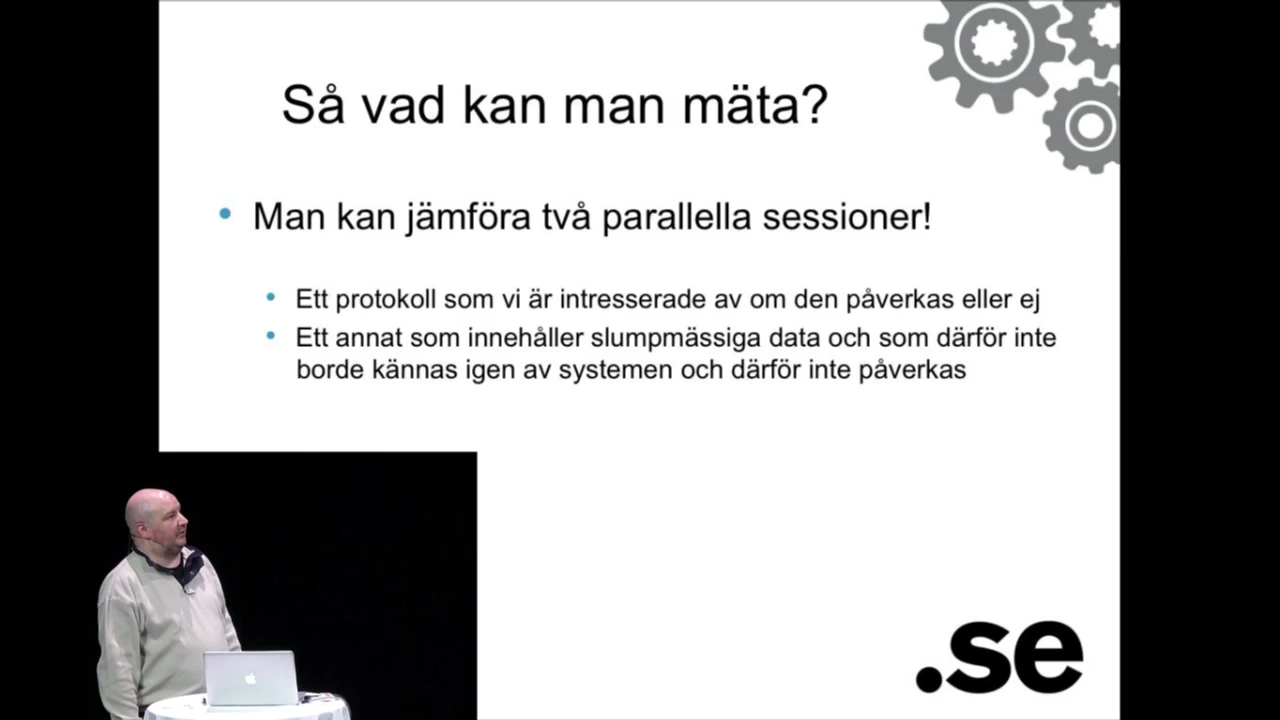 Så vad kan man mäta?
• Man kan jämföra två parallella sessioner!
• Ett protokoll som vi är intresserade av om den påverkas eller ej
• Ett annat som innehåller slumpmässiga data och som därför inte
borde kännas igen av systemen och därför inte påverkas
.se